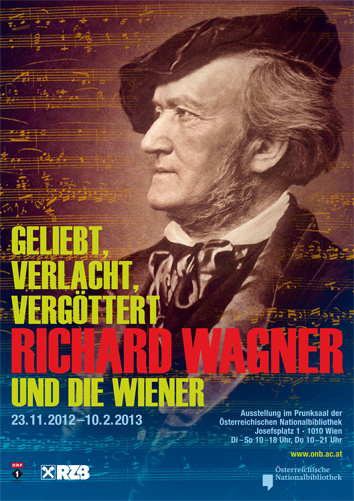 GELIEBT,
VERLACHT,
VERGÖTTERT
RICHARD WAGNER
UND DIE WIENER
23.11.2012–10.2.2013
Ausstellung im Prunksaal der
Österreichischen Nationalbibliothek
Josefsplatz 1 · 1010 Wien
Di – So 10 – 18 Uhr, Do 10 – 21 Uhr
www.onb.ac.at
ORF
1
RZB
Österreichische
Nationalbibliothek